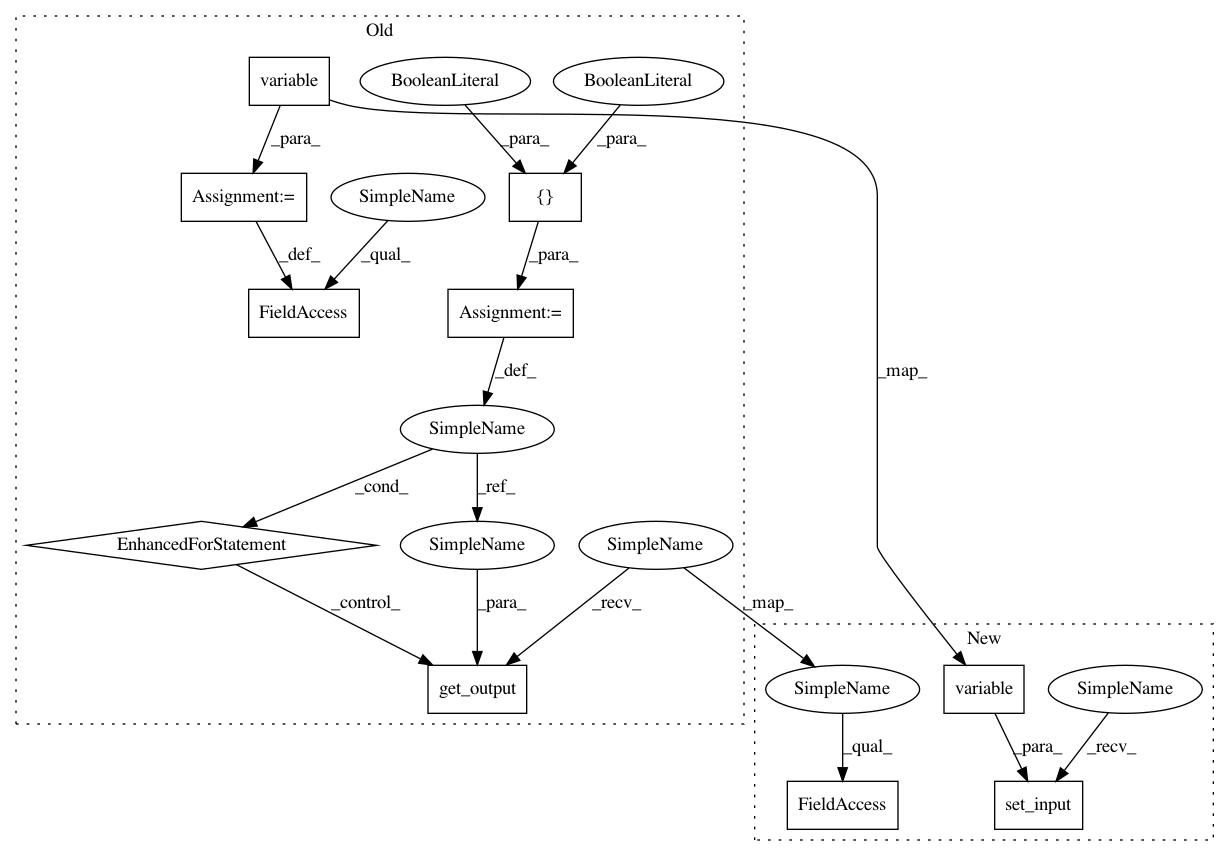 Old
variable
BooleanLiteral
BooleanLiteral
_para_
_para_
_para_
Assignment:=
SimpleName
{}
_def_
_qual_
_para_
FieldAccess
Assignment:=
_map_
_def_
SimpleName
_cond_
_ref_
EnhancedForStatement
SimpleName
SimpleName
_control_
_para_
_recv_
_map_
New
get_output
SimpleName
variable
SimpleName
_qual_
_para_
_recv_
FieldAccess
set_input